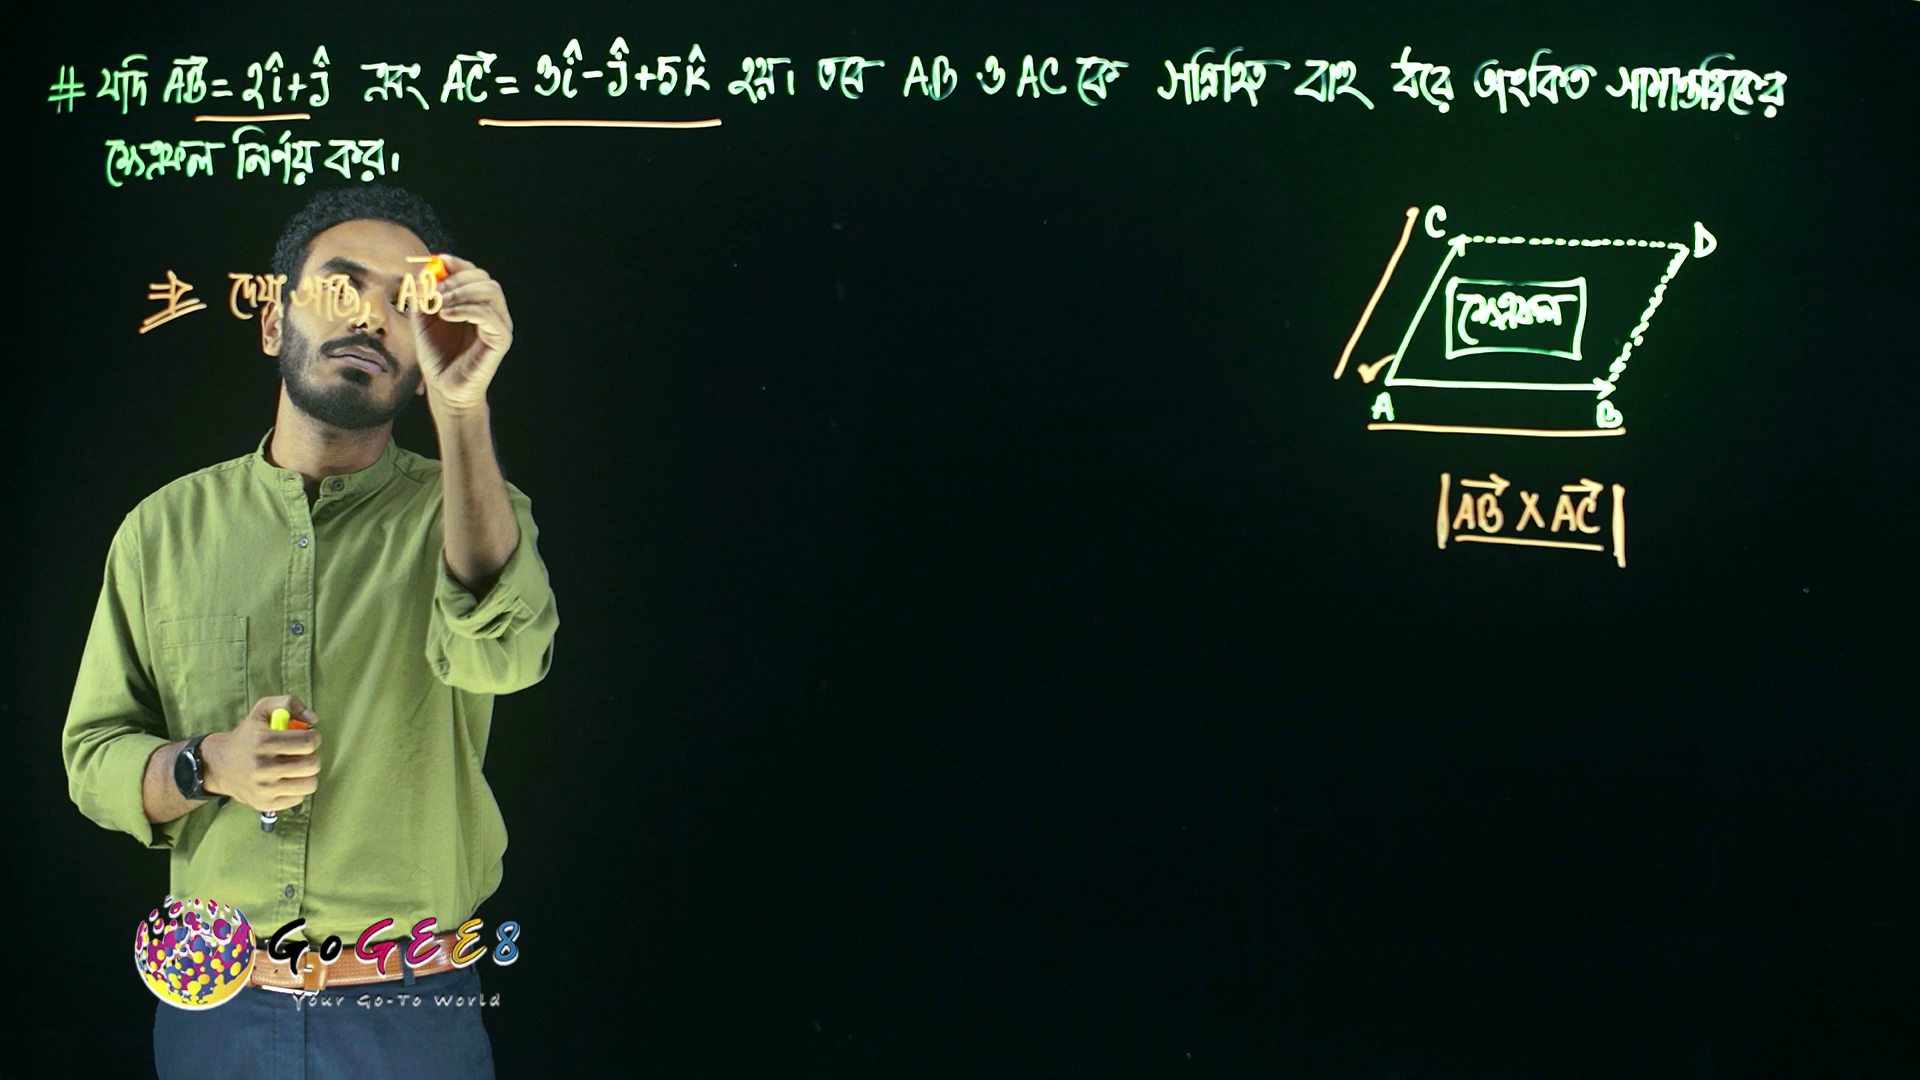 # যদি AB⃗ = 2î+ĵ এবং AC⃗ = 3î-ĵ+5k̂ হয়। তবে AB ও AC কে সন্নিহিত বাহু ধরে অংকিত সামান্তরিকের
ক্ষেত্রফল নির্ণয় কর।
⇒ দেয়া আছে, AB⃗
C
D
ক্ষেত্রফল
A
B
|AB⃗ X AC⃗|
GoGEE8
Your Go-To World